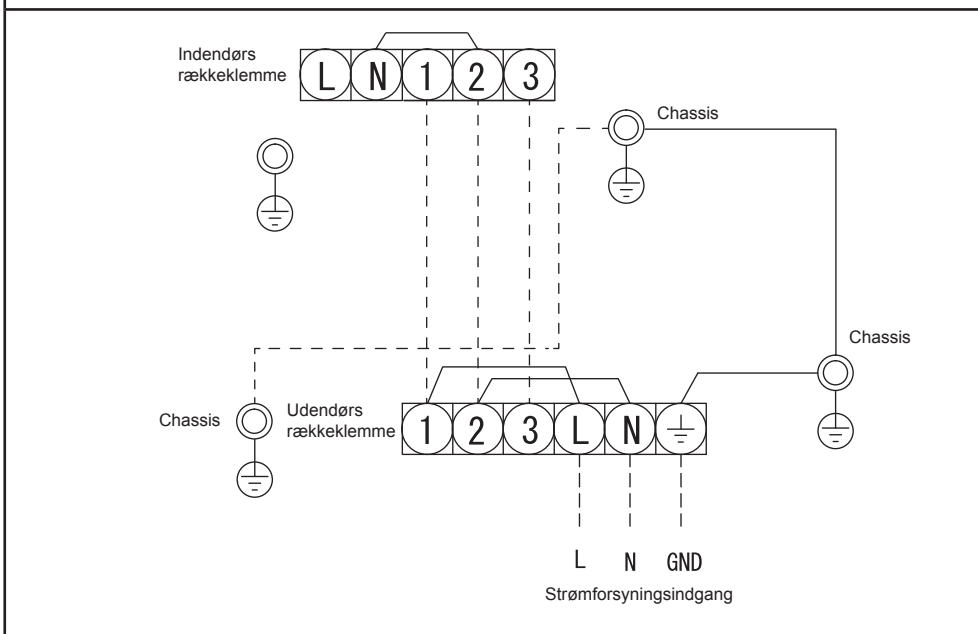 Indendørs
rækkeklemme
L N 1 2 3
Chassis
Chassis
Chassis
Udendørs
rækkeklemme
1 2 3 L N
L N GND
Strømforsyningsindgang